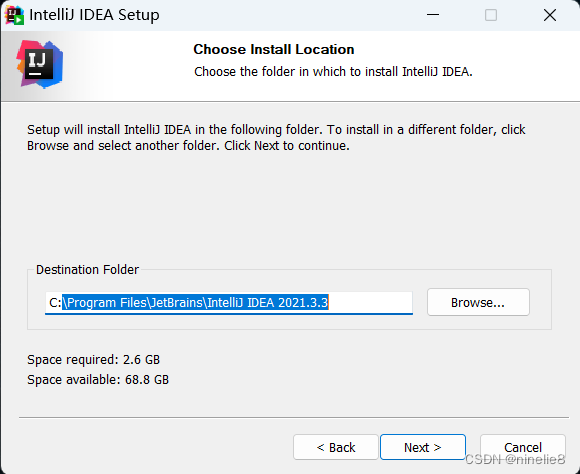 IntelliJ IDEA Setup
IJ
Choose Install Location
Choose the folder in which to install IntelliJ IDEA.
Setup will install IntelliJ IDEA in the following folder. To install in a different folder, click
Browse and select another folder. Click Next to continue.
Destination Folder
C:\Program Files\JetBrains\IntelliJ IDEA 2021.3.3
Browse...
Space required: 2.6 GB
Space available: 68.8 GB
< Back
Next >
Cancel
CSDN @ninelie8